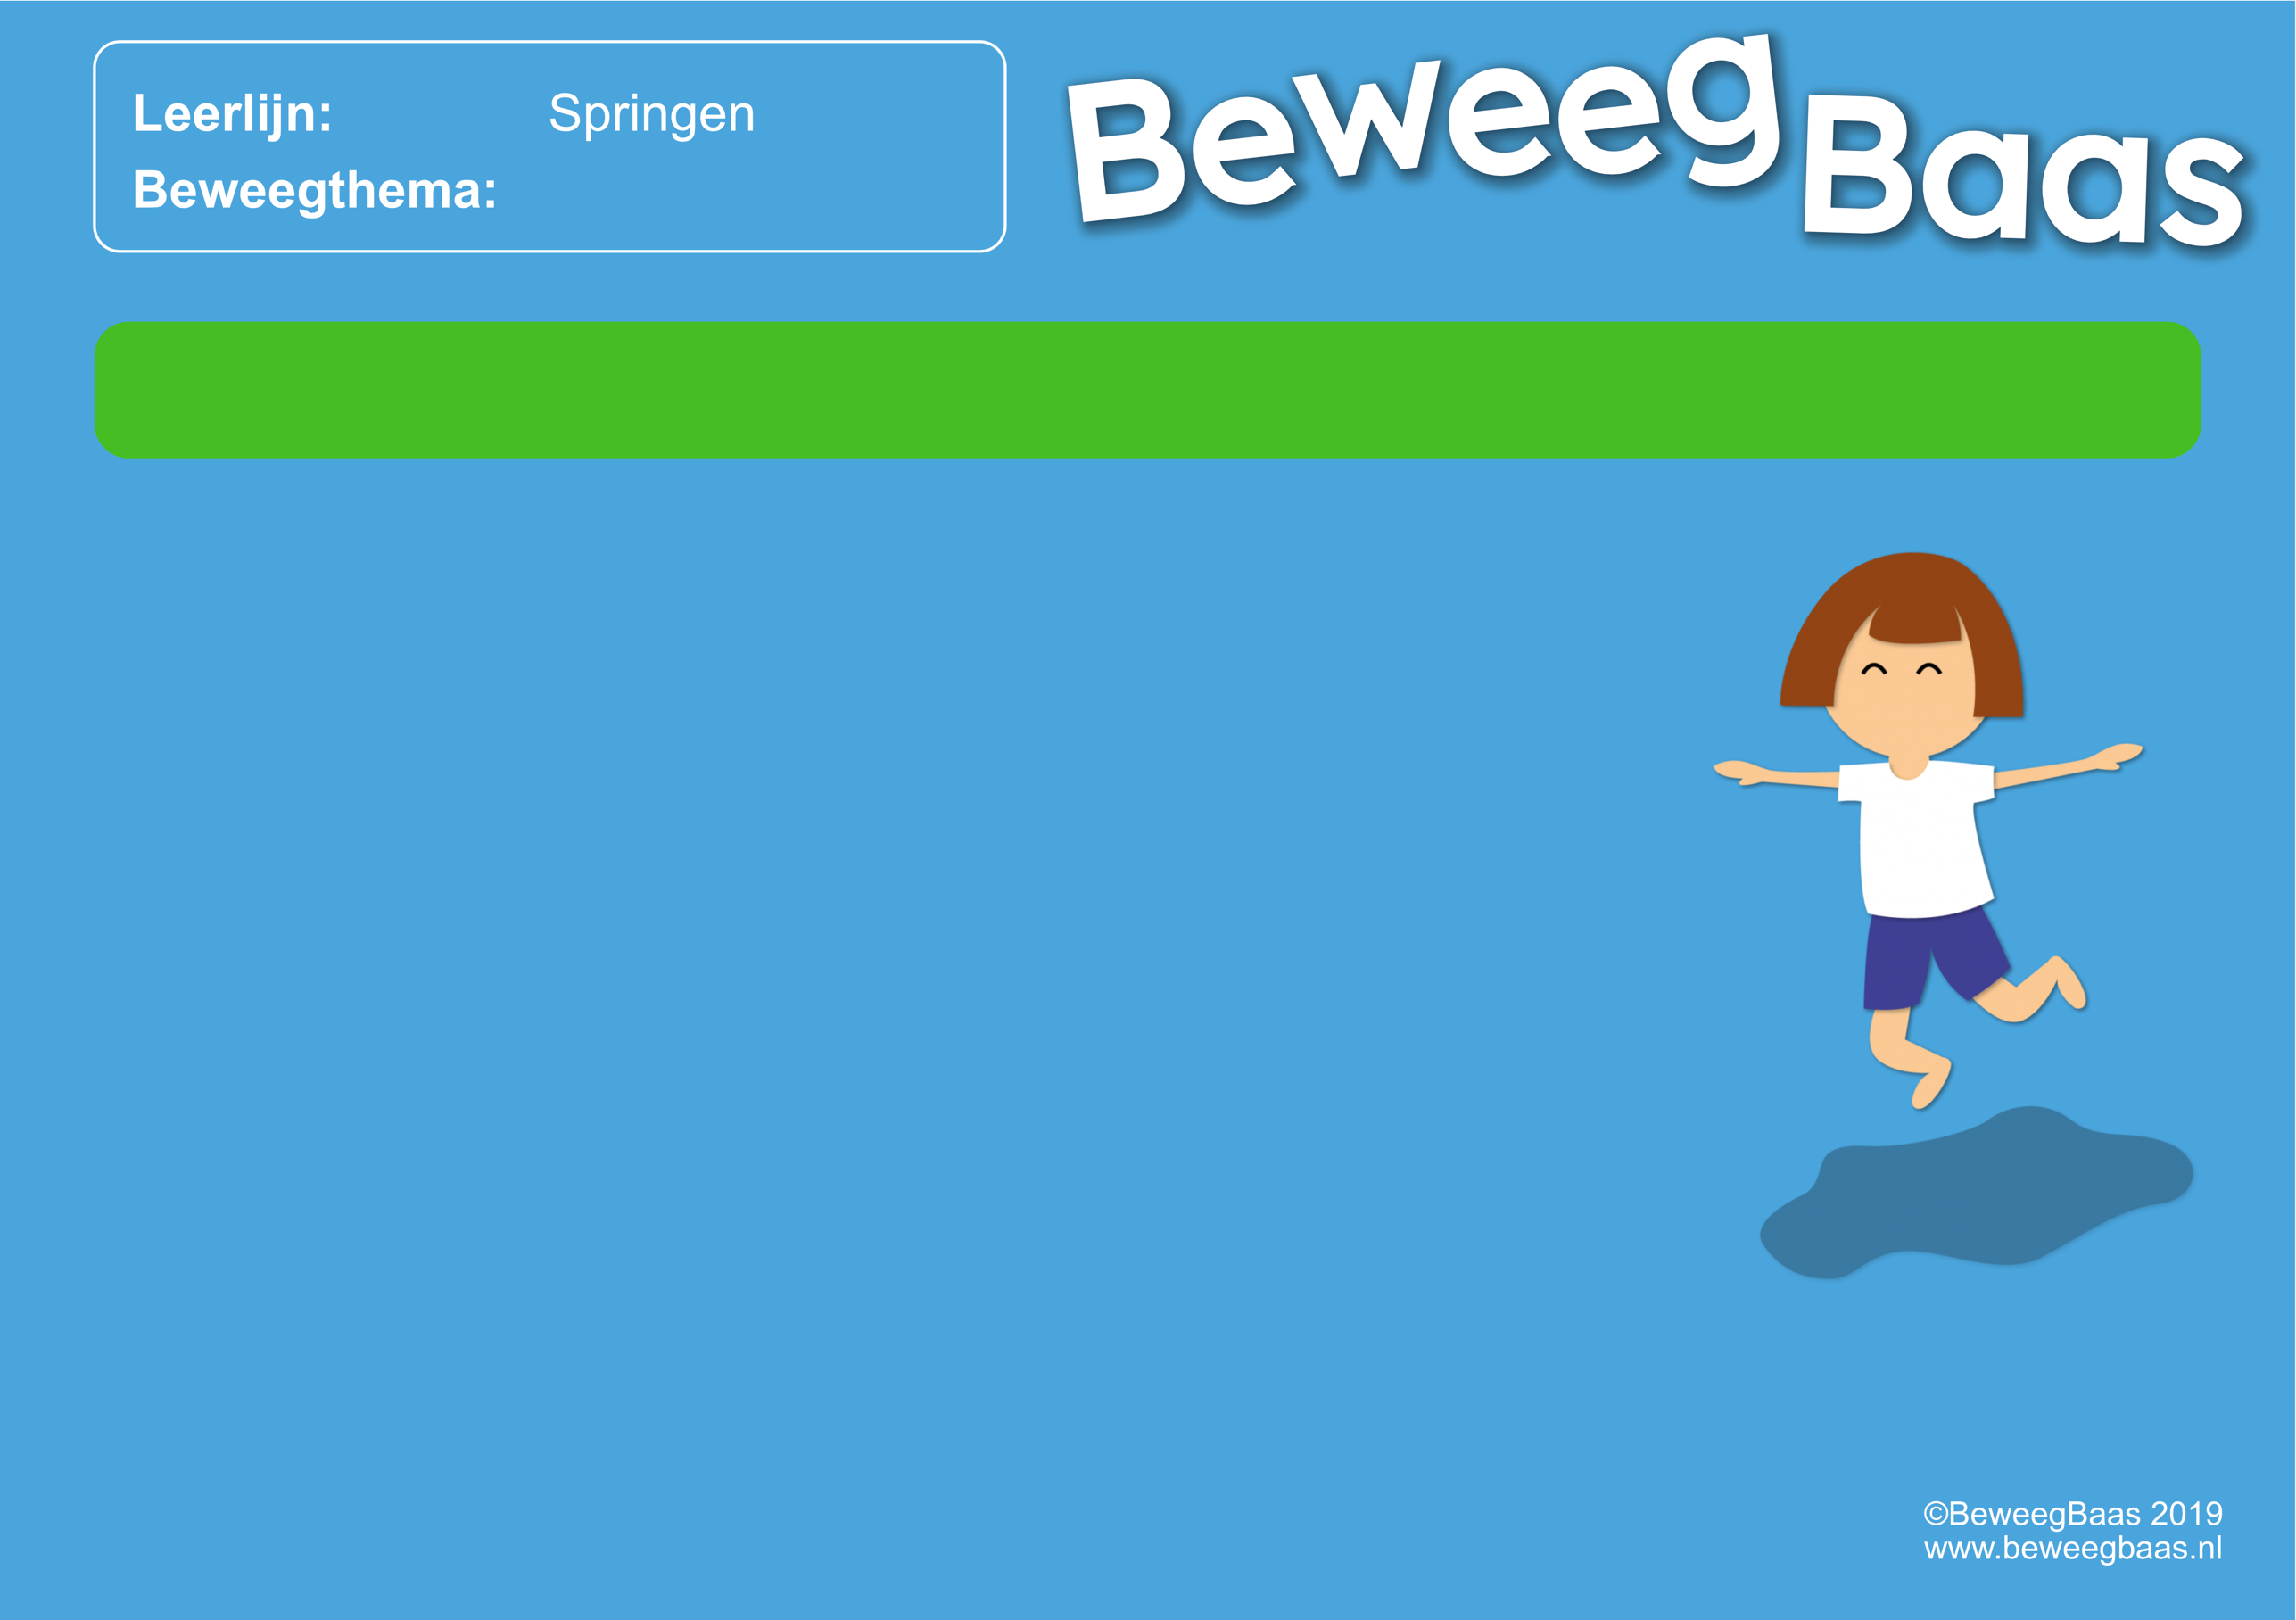 Leerlijn: Springen
Beweegthema:
BeweegBaas
©BeweegBaas 2019
www.beweegbaas.nl